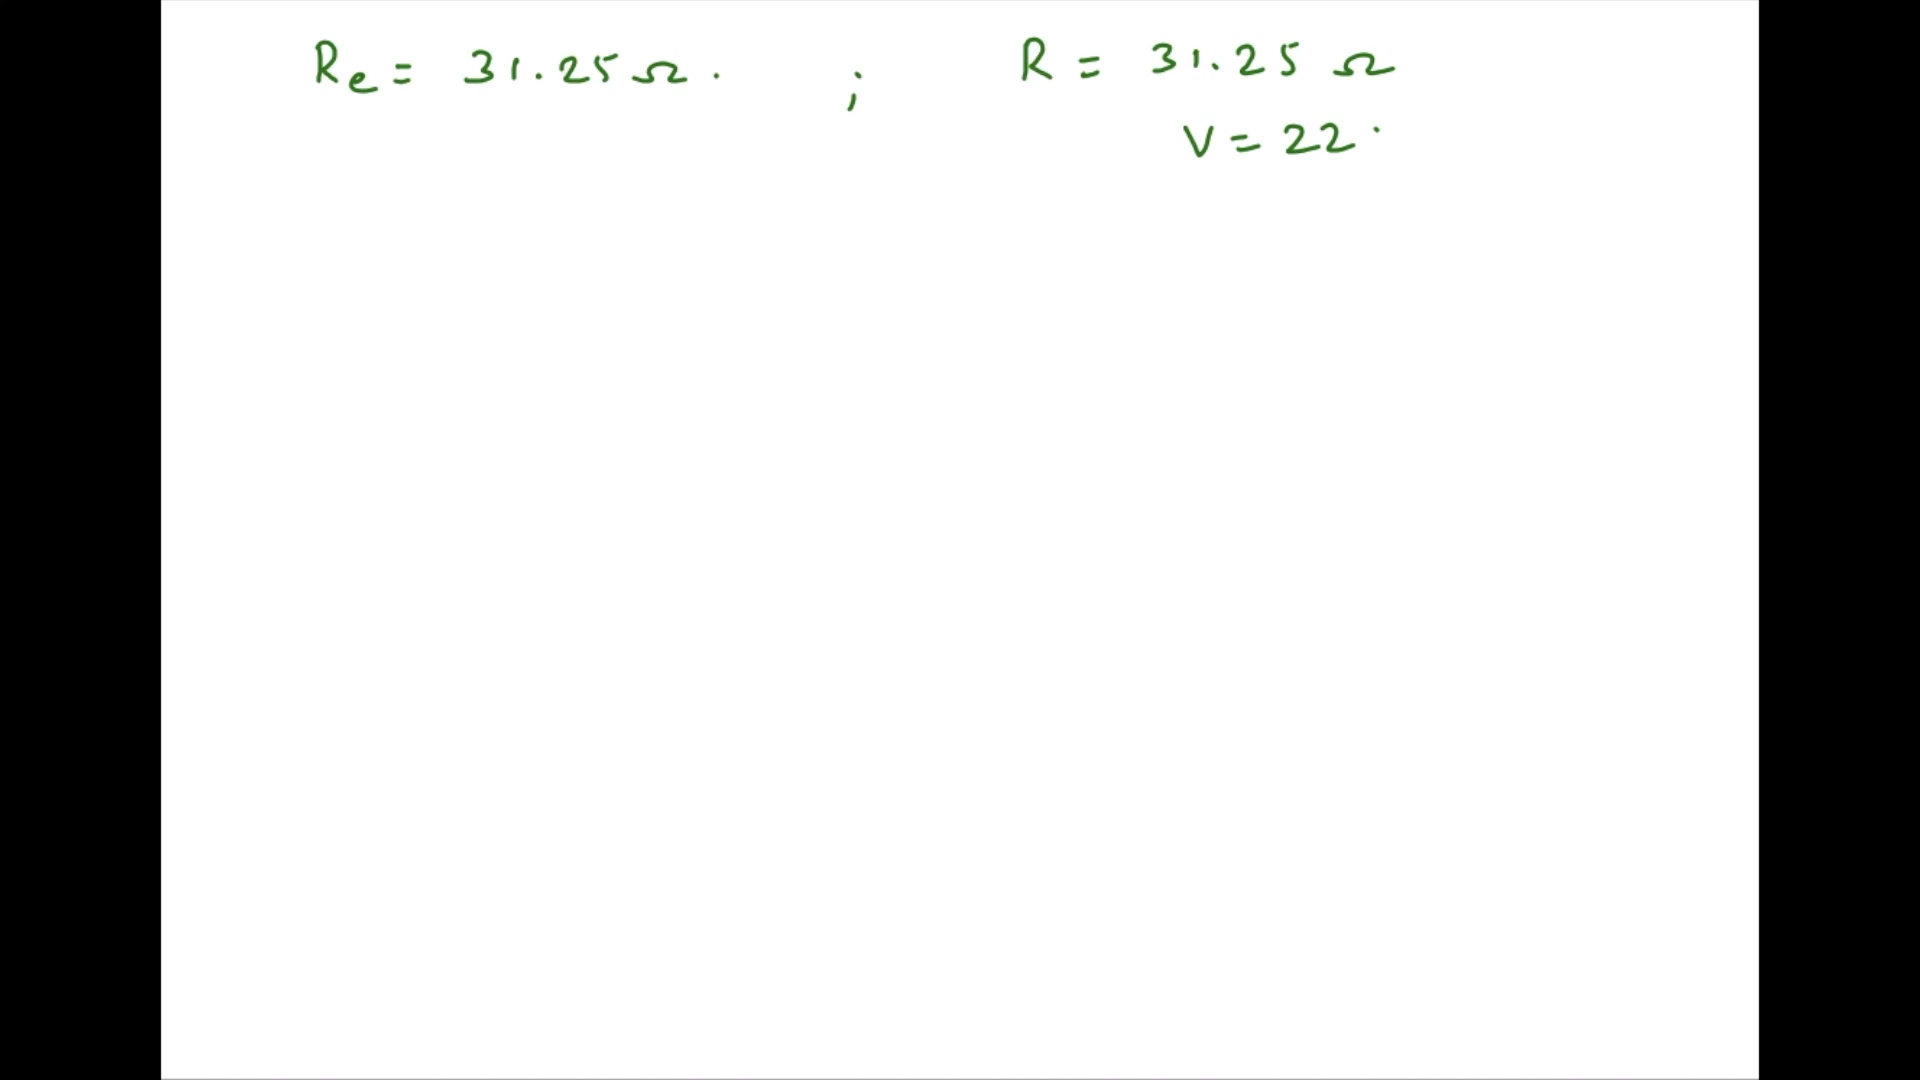 Re = 31.25 Ω . ; R = 31.25 Ω
V = 22 .